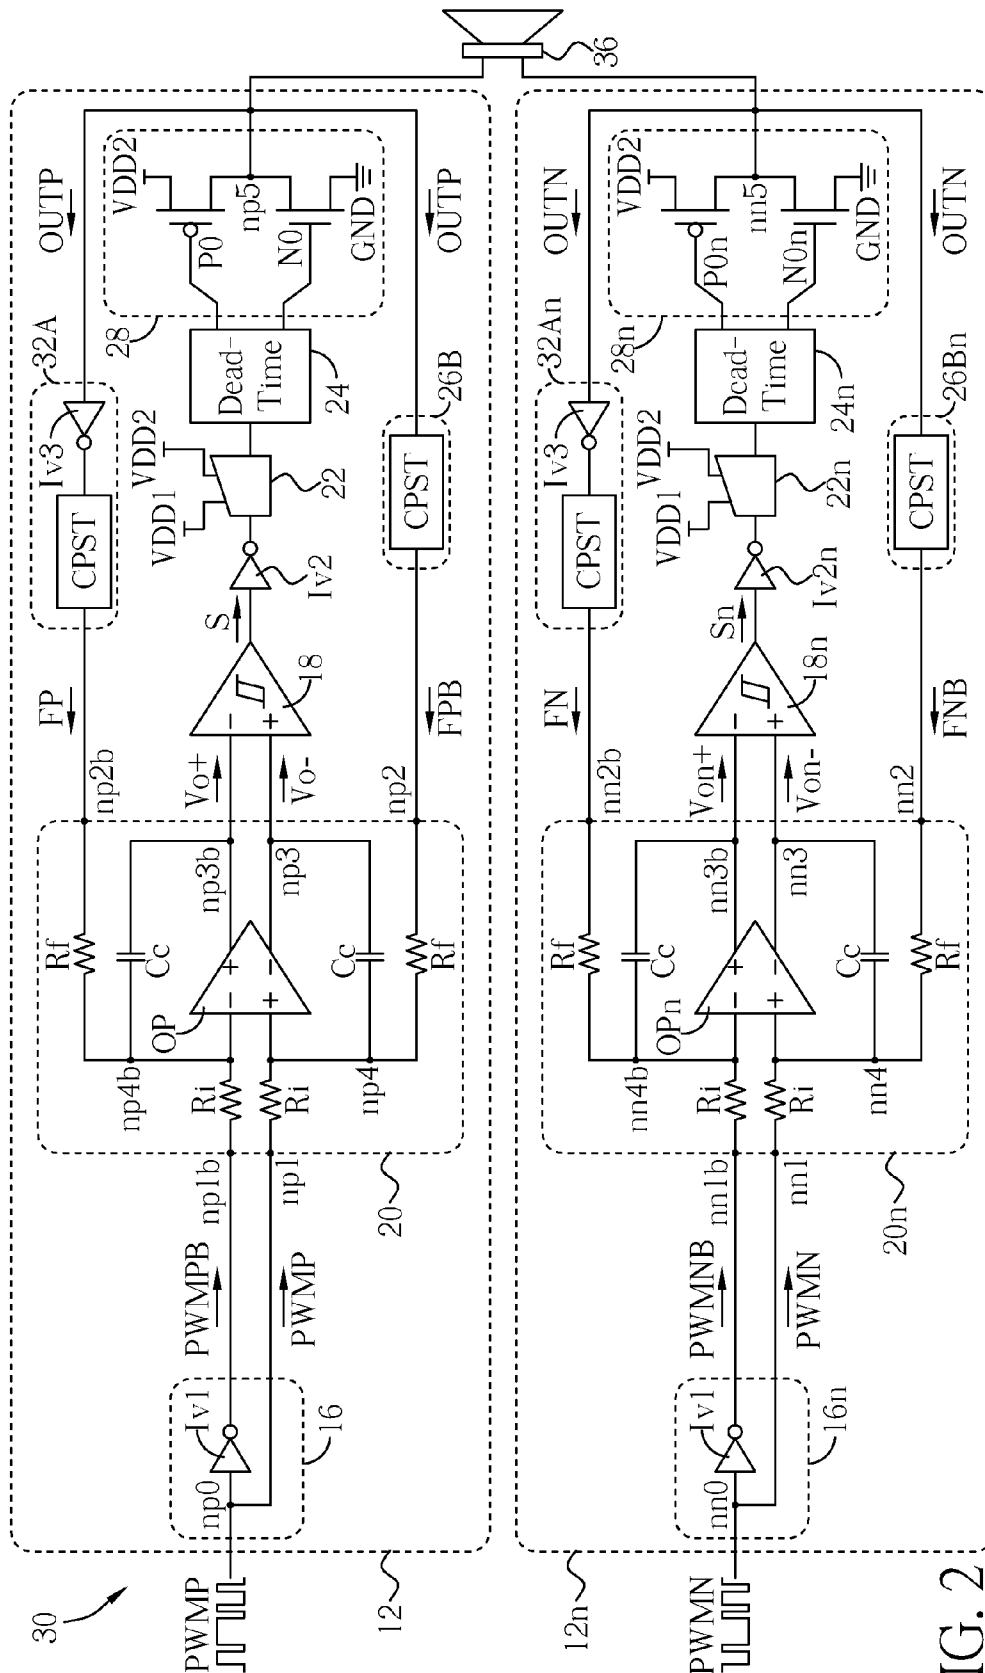 30
PWMP
12
np0
Iv1
16
PWMPB
PWMP
np1b
np1
20
np4b
Ri
Ri
np4
OP
Rf
Cc
Cc
Rf
- +
+ -
np3b
np3
np2b
np2
Vo+
Vo-
FP
FPB
- +
18
S
Iv2
CPST
Iv3
32A
VDD1
VDD2
22
CPST
26B
Dead-
Time
24
28
OUTP
OUTP
VDD2
P0
np5
N0
GND
36
PWMN
12n
nn0
Iv1
16n
PWMNB
PWMN
nn1b
nn1
20n
nn4b
Ri
Ri
nn4
OPn
Rf
Cc
Cc
Rf
- +
+ -
nn3b
nn3
nn2b
nn2
Von+
Von-
FN
FNB
- +
18n
Sn
Iv2n
CPST
Iv3
32An
VDD1
VDD2
22n
CPST
26Bn
Dcad-
Time
24n
28n
OUTN
OUTN
VDD2
P0n
nn5
N0n
GND
IG. 2